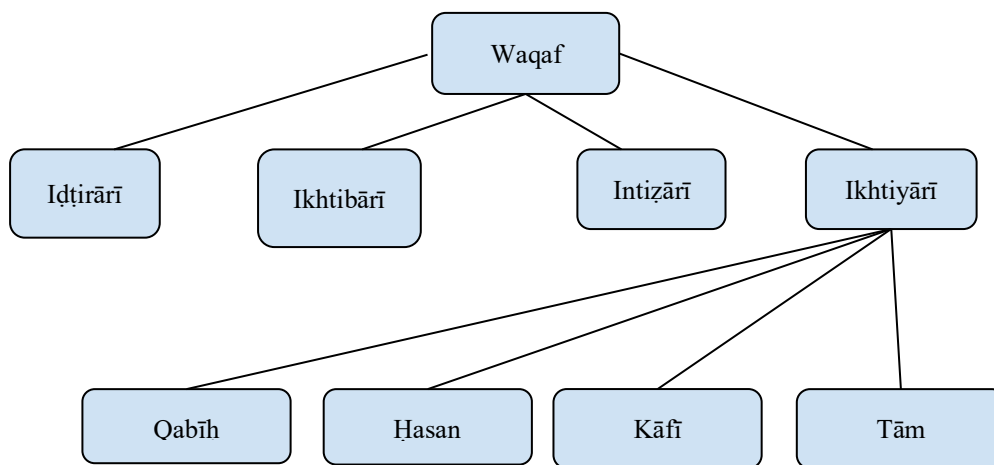 Waqaf
Iḍṭirārī
Ikhtibārī
Intiẓārī
Ikhtiyārī
Qabīh
Ḥasan
Kāfī
Tām